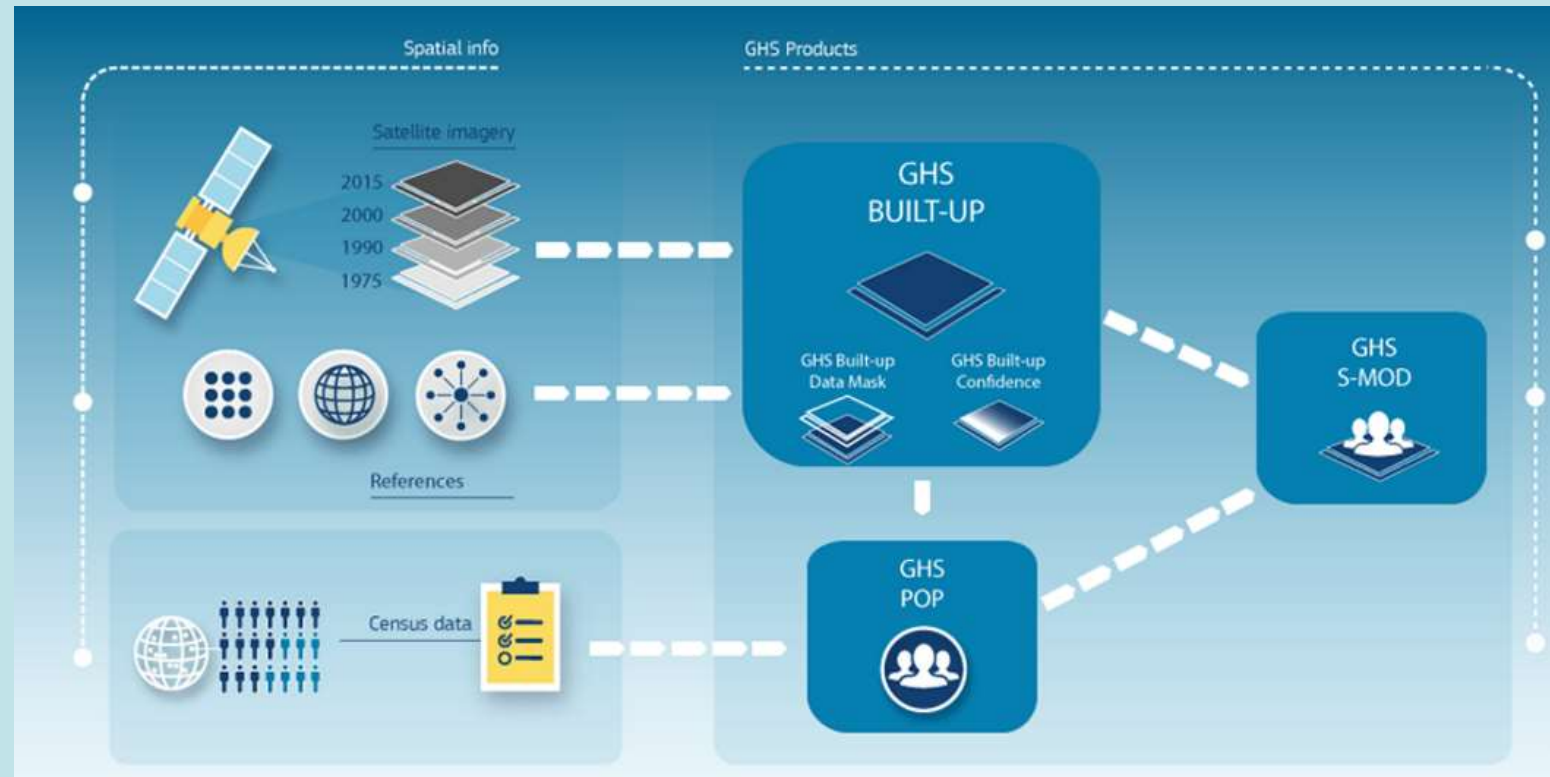 Spatial info
GHS Products
Satellite imagery
2015
2000
1990
1975
References
Census data
GHS
BUILT-UP
GHS Built-up
Data Mask
GHS Built-up
Confidence
GHS
POP
GHS
S-MOD